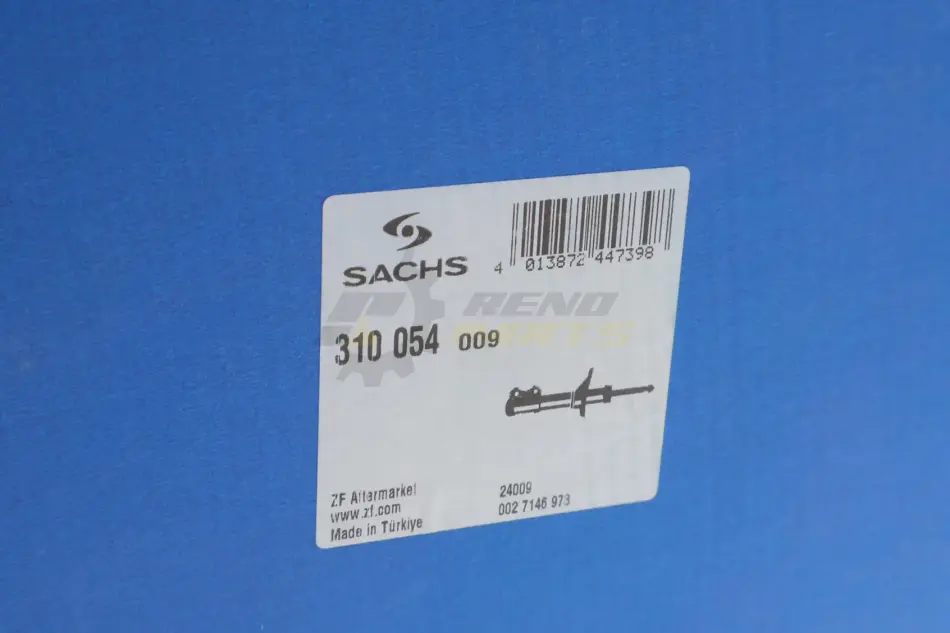 SACHS
4 013872 447398
RENO
PARTS
310 054 009
ZF Aftermarket
www.zf.com
Made in Türkiye
24009
002 7146 973